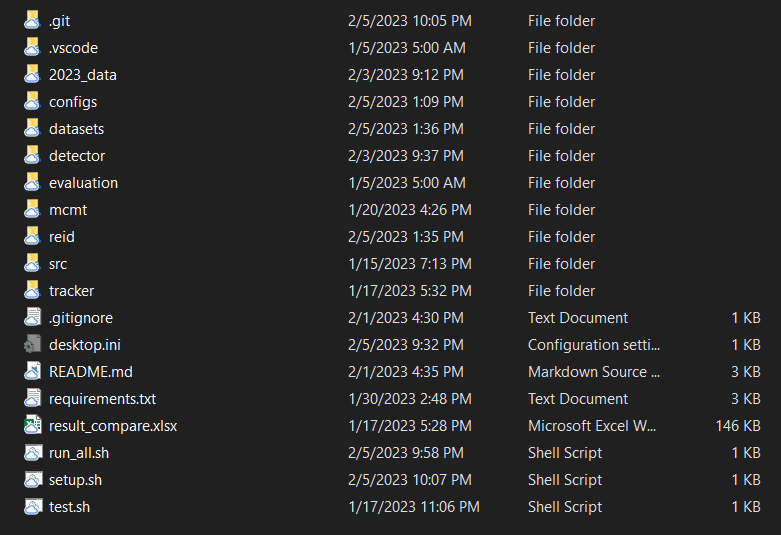 .git 2/5/2023 10:05 PM File folder
.vscode 1/5/2023 5:00 AM File folder
2023_data 2/3/2023 9:12 PM File folder
configs 2/5/2023 1:09 PM File folder
datasets 2/5/2023 1:36 PM File folder
detector 2/3/2023 9:37 PM File folder
evaluation 1/5/2023 5:00 AM File folder
mcmt 1/20/2023 4:26 PM File folder
reid 2/5/2023 1:35 PM File folder
src 1/15/2023 7:13 PM File folder
tracker 1/17/2023 5:32 PM File folder
.gitignore 2/1/2023 4:30 PM Text Document 1 KB
desktop.ini 2/5/2023 9:32 PM Configuration setti... 1 KB
README.md 2/1/2023 4:35 PM Markdown Source ... 3 KB
requirements.txt 1/30/2023 2:48 PM Text Document 3 KB
result_compare.xlsx 1/17/2023 5:28 PM Microsoft Excel W... 146 KB
run_all.sh 2/5/2023 9:58 PM Shell Script 1 KB
setup.sh 2/5/2023 10:07 PM Shell Script 1 KB
test.sh 1/17/2023 11:06 PM Shell Script 1 KB